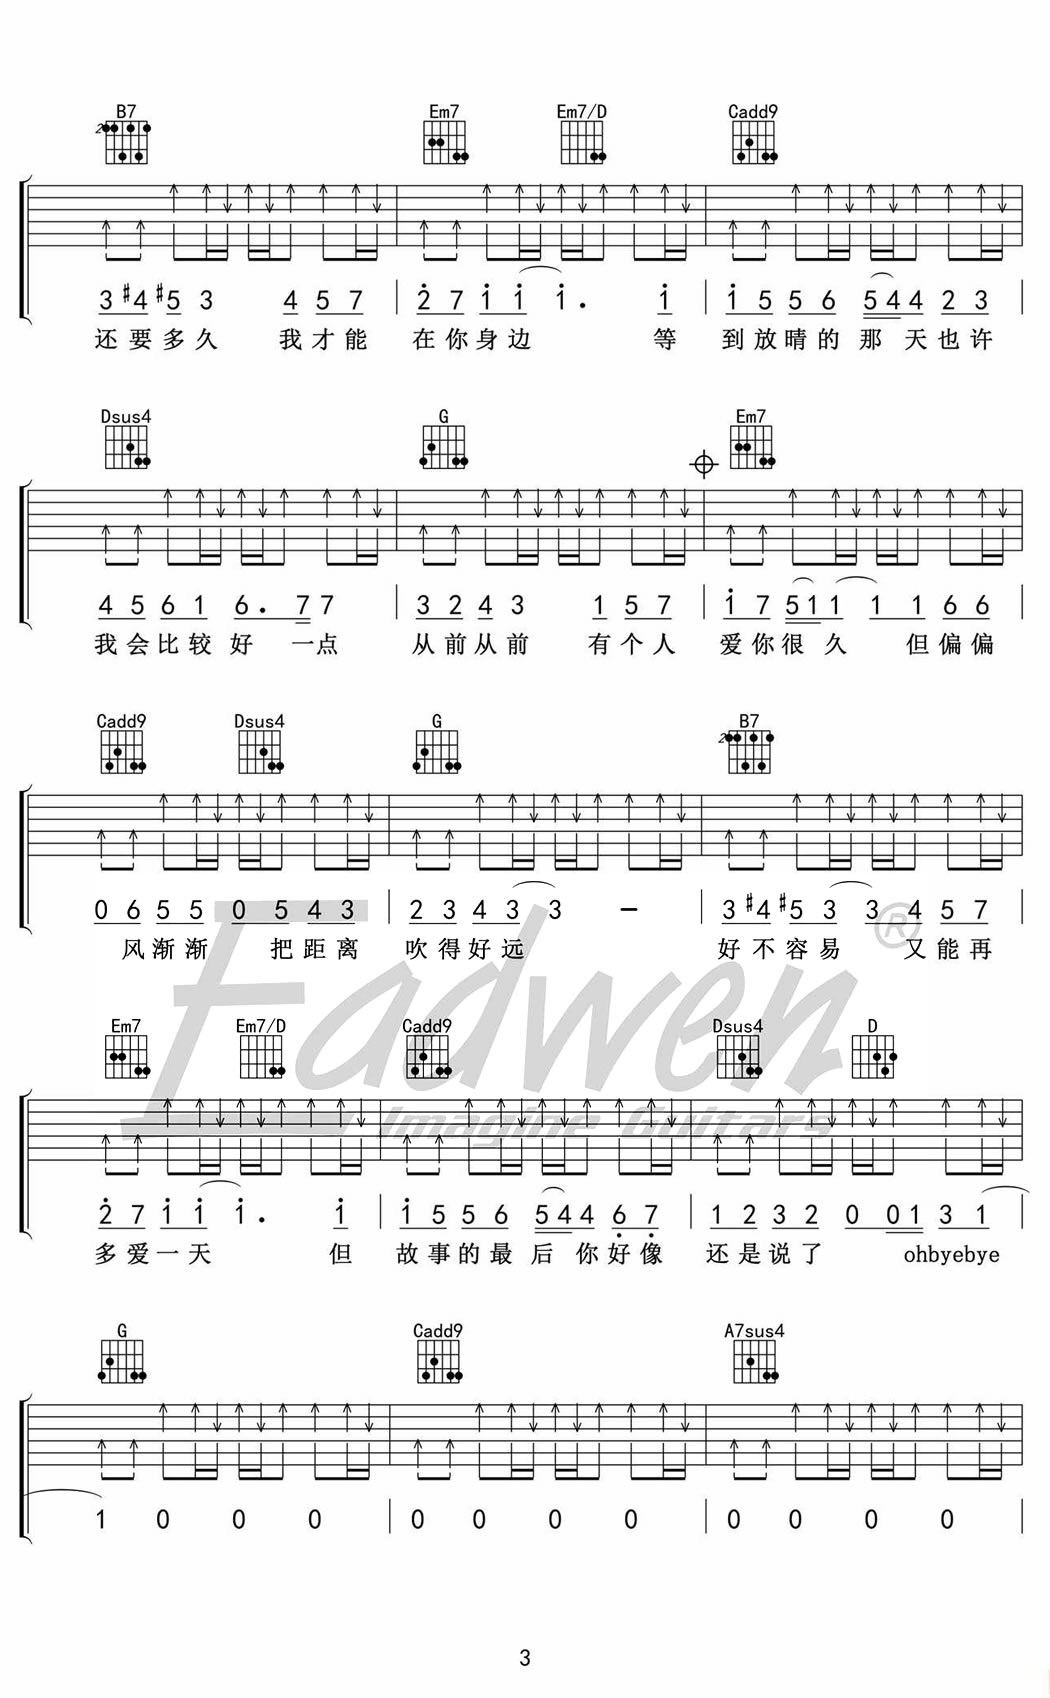 B7 Em7 Em7/D Cadd9
2
3 #4 #5 3 4 5 7 2 7 1 1 1. 1 1 5 5 6 5 4 4 2 3
还要多久 我才能 在你身边 等 到放晴的那 天也许
Dsus4 G Em7
4 5 6 1 6. 7 7 3 2 4 3 1 5 7 1 7 5 1 1 1 1 6 6
我会比较好 一点 从前从前 有个人 爱你很久 但偏偏
Cadd9 Dsus4 G B7
2
0 6 5 5 0 5 4 3 2 3 4 3 3 – 3 #4 #5 3 3 4 5 7
风渐渐 把距离 吹得好远 好不容易 又能再
Eadwen®
Imagine Guitars
Em7 Em7/D Cadd9 Dsus4 D
2 7 1 1 1. 1 1 5 5 6 5 4 4 6 7 1 2 3 2 0 0 1 3 1
多爱一天 但 故事的最后你好像 还是说了 ohbyebye
G Cadd9 A7sus4
1 0 0 0 0 0 0 0 0 0 0 0
3